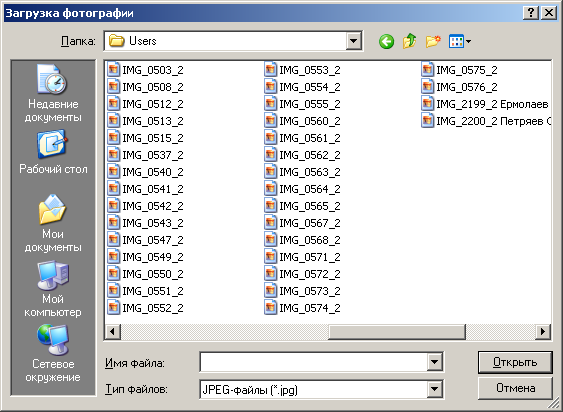 Загрузка фотографии
Папка: Users
Недавние
документы
Рабочий стол
Мои
документы
Мой
компьютер
Сетевое
окружение
IMG_0503_2
IMG_0508_2
IMG_0512_2
IMG_0513_2
IMG_0515_2
IMG_0537_2
IMG_0540_2
IMG_0541_2
IMG_0542_2
IMG_0543_2
IMG_0547_2
IMG_0549_2
IMG_0550_2
IMG_0551_2
IMG_0552_2
IMG_0553_2
IMG_0554_2
IMG_0555_2
IMG_0560_2
IMG_0561_2
IMG_0562_2
IMG_0563_2
IMG_0564_2
IMG_0565_2
IMG_0567_2
IMG_0568_2
IMG_0571_2
IMG_0572_2
IMG_0573_2
IMG_0574_2
IMG_0575_2
IMG_0576_2
IMG_2199_2 Ермолаев
IMG_2200_2 Петряев
Имя файла:
Открыть
Тип файлов: JPEG-файлы (*.jpg)
Отмена